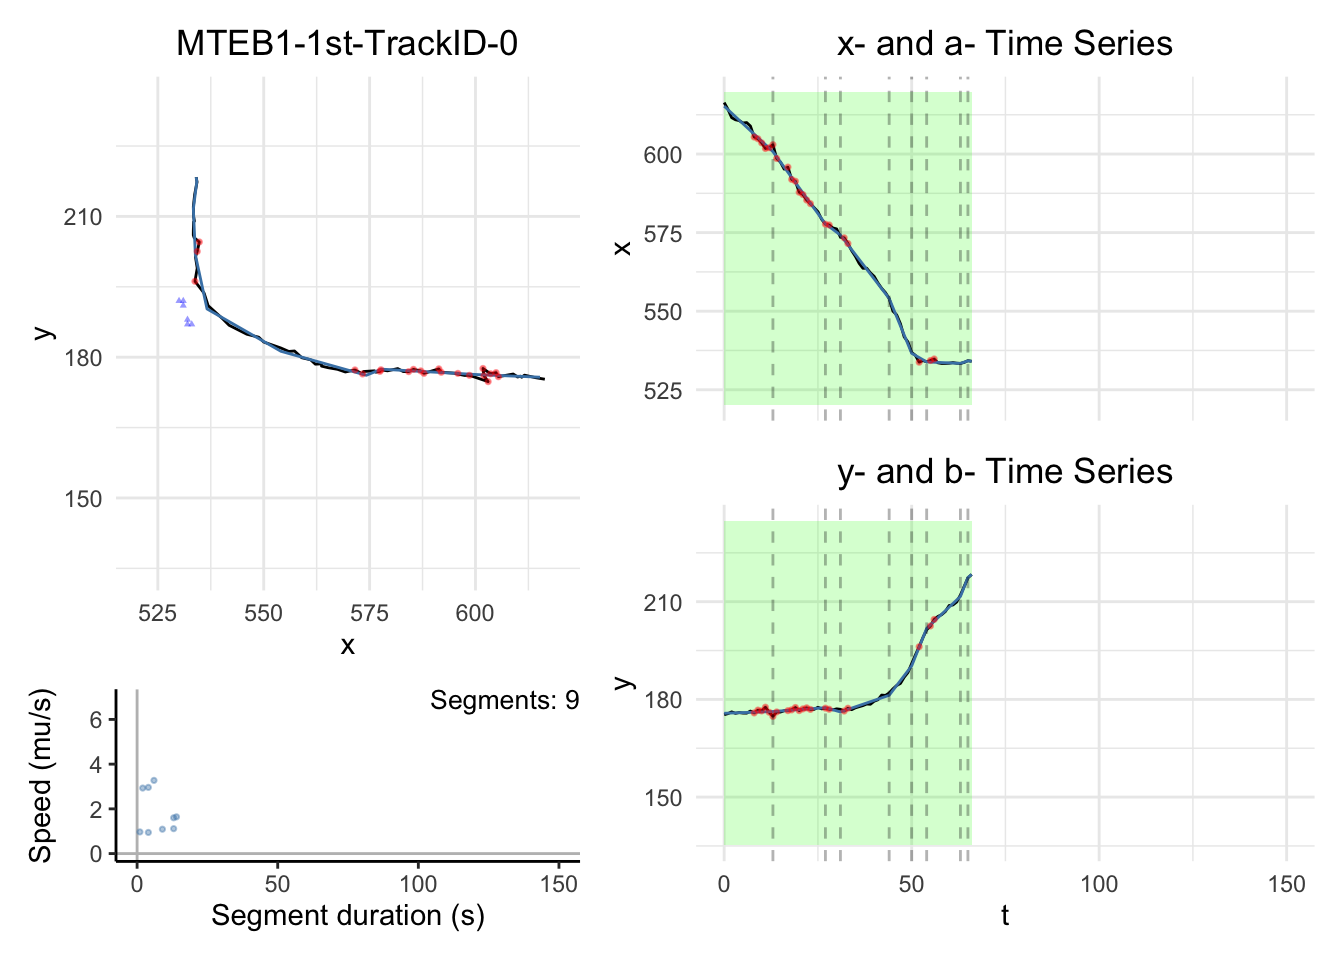 MTEB1-1st-TrackID-0
210
180
150
y
525 550 575 600
x
Segments: 9
6
4
2
0
Speed (mu/s)
0 50 100 150
Segment duration (s)
x- and a- Time Series
600
575
550
525
x
y- and b- Time Series
210
180
150
y
0 50 100 150
t